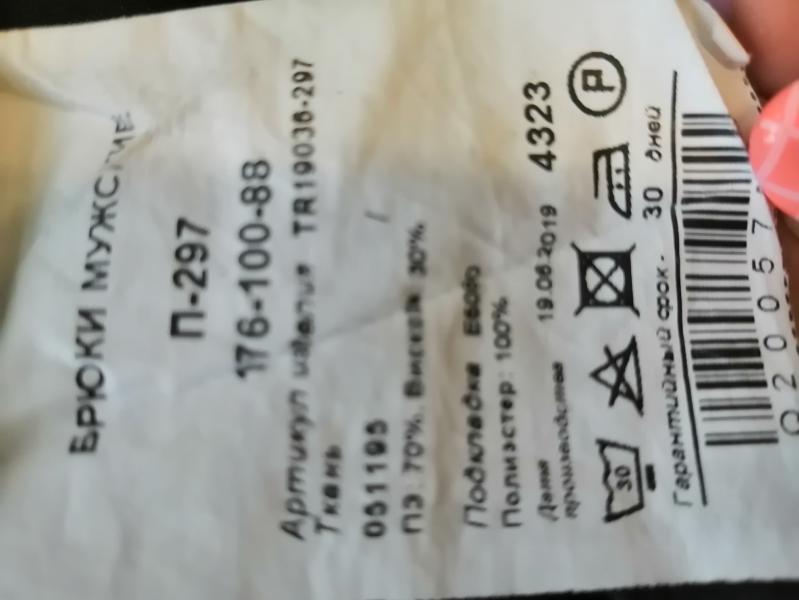 БРЮКИ МУЖСКИЕ
П-297
176-100-88
Артикул изделия TR19036-297
Ткань
051195 /
ПЭ: 70%, Вискоза: 30%
Подкладка
Полиэстер: 100%
Дата
производства 19.06.2019 4323
30 P
Гарантийный срок - 30 дней
020057